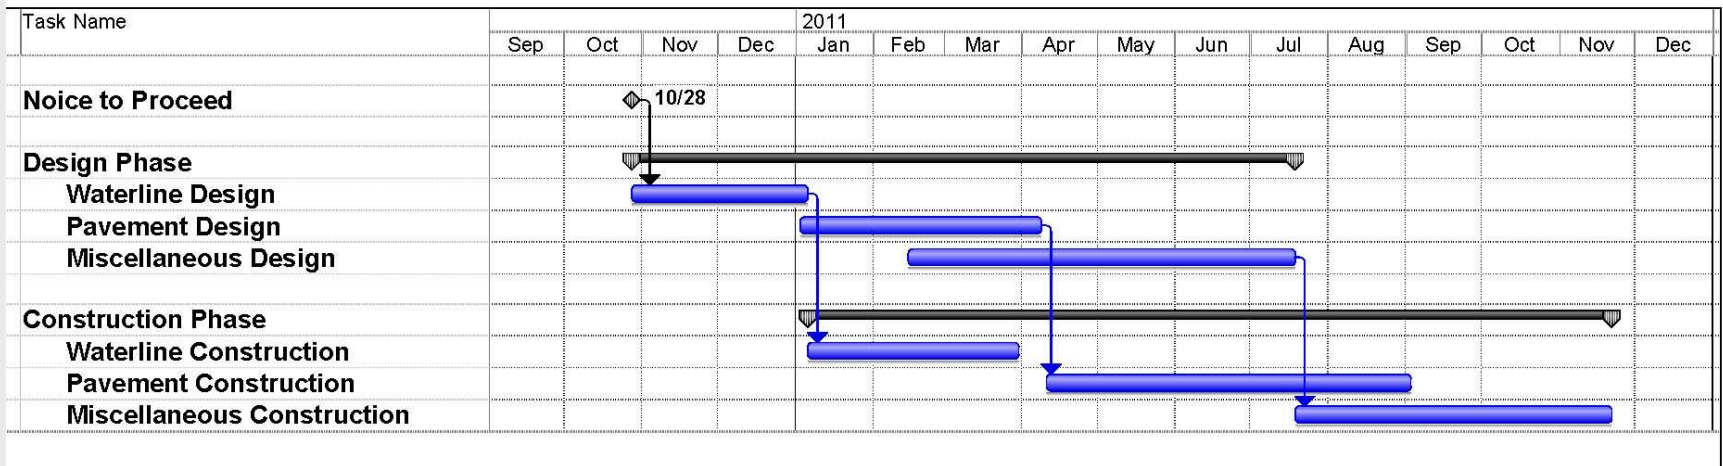 Task Name
2011
Sep Oct Nov Dec Jan Feb Mar Apr May Jun Jul Aug Sep Oct Nov Dec
Noice to Proceed 10/28
Design Phase
Waterline Design
Pavement Design
Miscellaneous Design
Construction Phase
Waterline Construction
Pavement Construction
Miscellaneous Construction